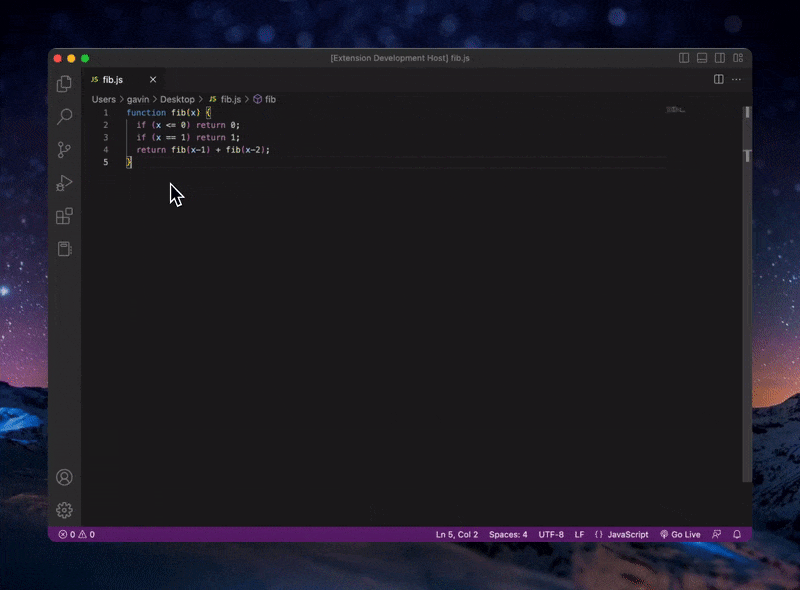 [Extension Development Host] fib.js
JS fib.js ×
Users > gavin > Desktop > JS fib.js > fib
1 function fib(x) {
2 if (x <= 0) return 0;
3 if (x == 1) return 1;
4 return fib(x-1) + fib(x-2);
5 }
0 0 Ln 5, Col 2 Spaces: 4 UTF-8 LF {} JavaScript Go Live